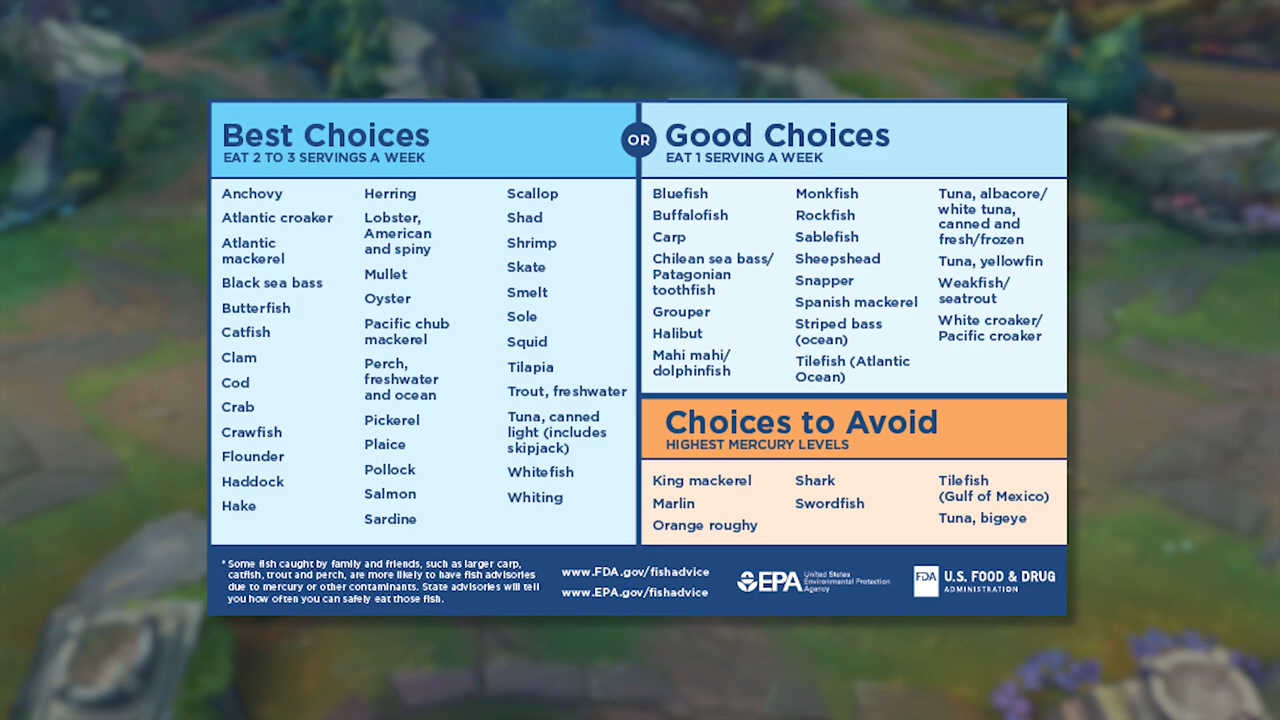 Best Choices
EAT 2 TO 3 SERVINGS A WEEK
OR
Good Choices
EAT 1 SERVING A WEEK
Anchovy
Atlantic croaker
Atlantic
mackerel
Black sea bass
Butterfish
Catfish
Clam
Cod
Crab
Crawfish
Flounder
Haddock
Hake
Herring
Lobster,
American
and spiny
Mullet
Oyster
Pacific chub
mackerel
Perch,
freshwater
and ocean
Pickerel
Plaice
Pollock
Salmon
Sardine
Scallop
Shad
Shrimp
Skate
Smelt
Sole
Squid
Tilapia
Trout, freshwater
Tuna, canned
light (includes
skipjack)
Whitefish
Whiting
Bluefish
Buffalofish
Carp
Chilean sea bass/
Patagonian
toothfish
Grouper
Halibut
Mahi mahi/
dolphinfish
Monkfish
Rockfish
Sablefish
Sheepshead
Snapper
Spanish mackerel
Striped bass
(ocean)
Tilefish (Atlantic
Ocean)
Tuna, albacore/
white tuna,
canned and
fresh/frozen
Tuna, yellowfin
Weakfish/
seatrout
White croaker/
Pacific croaker
Choices to Avoid
HIGHEST MERCURY LEVELS
King mackerel
Marlin
Orange roughy
Shark
Swordfish
Tilefish
(Gulf of Mexico)
Tuna, bigeye
* Some fish caught by family and friends, such as larger carp,
catfish, trout and perch, are more likely to have fish advisories
due to mercury or other contaminants. State advisories will tell
you how often you can safely eat those fish.
www.FDA.gov/fishadvice
www.EPA.gov/fishadvice
EPA
United States
Environmental Protection
Agency
FDA
U.S. FOOD & DRUG
ADMINISTRATION